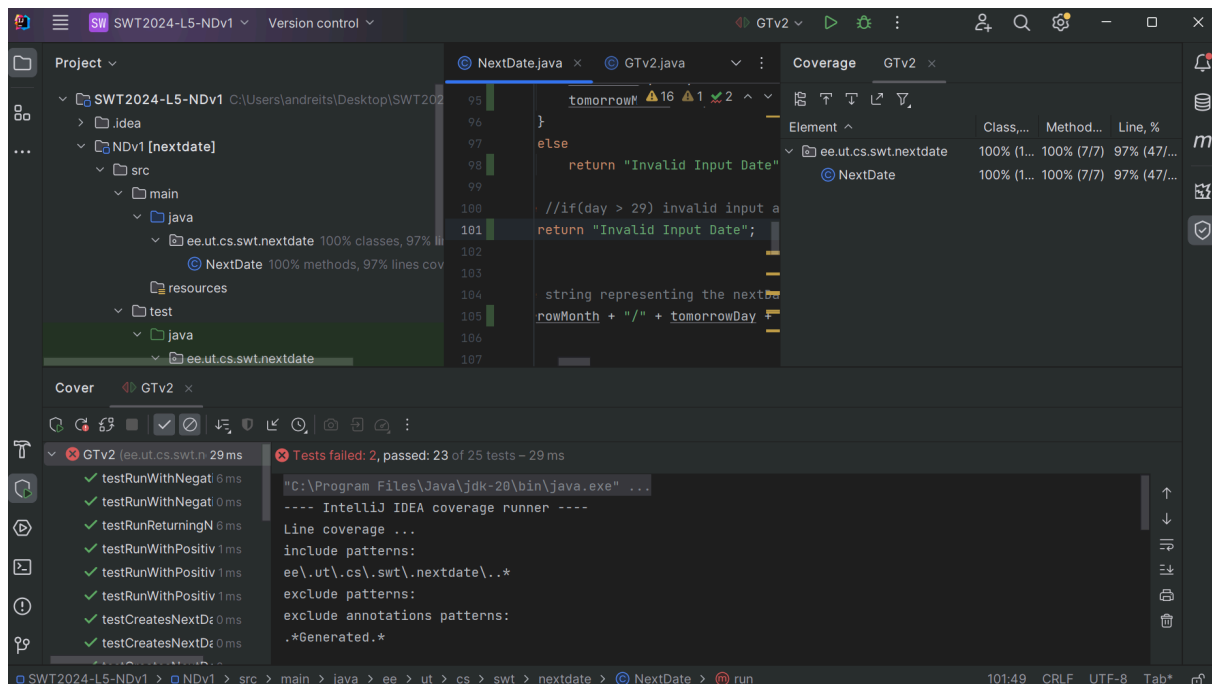 SW SWT2024-L5-NDv1 Version control GTv2
Project
SWT2024-L5-NDv1 C:\Users\andreits\Desktop\SWT202
.idea
NDv1 [nextdate]
src
main
java
ee.ut.cs.swt.nextdate 100% classes, 97% li
NextDate 100% methods, 97% lines cov
resources
test
java
ee.ut.cs.swt.nextdate
NextDate.java GTv2.java
95 tomorrowM 16 1 2
96 }
97 else
98 return "Invalid Input Date"
99
100 //if(day > 29) invalid input a
101 return "Invalid Input Date";
102
103
104 string representing the nextDa
105 rowMonth + "/" + tomorrowDay +
106
107
Coverage GTv2
Element Class,... Method... Line, %
ee.ut.cs.swt.nextdate 100% (1... 100% (7/7) 97% (47/...
NextDate 100% (1... 100% (7/7) 97% (47/...
m
Cover GTv2
GTv2 (ee.ut.cs.swt.n 29 ms
testRunWithNegati 6 ms
testRunWithNegati 0 ms
testRunReturningN 6 ms
testRunWithPositiv 1 ms
testRunWithPositiv 1 ms
testRunWithPositiv 1 ms
testCreatesNextDa 0 ms
testCreatesNextDa 0 ms
Tests failed: 2, passed: 23 of 25 tests – 29 ms
"C:\Program Files\Java\jdk-20\bin\java.exe" ...
---- IntelliJ IDEA coverage runner ----
Line coverage ...
include patterns:
ee\.ut\.cs\.swt\.nextdate\..*
exclude patterns:
exclude annotations patterns:
.*Generated.*
SWT2024-L5-NDv1 > NDv1 > src > main > java > ee > ut > cs > swt > nextdate > NextDate > run 101:49 CRLF UTF-8 Tab*